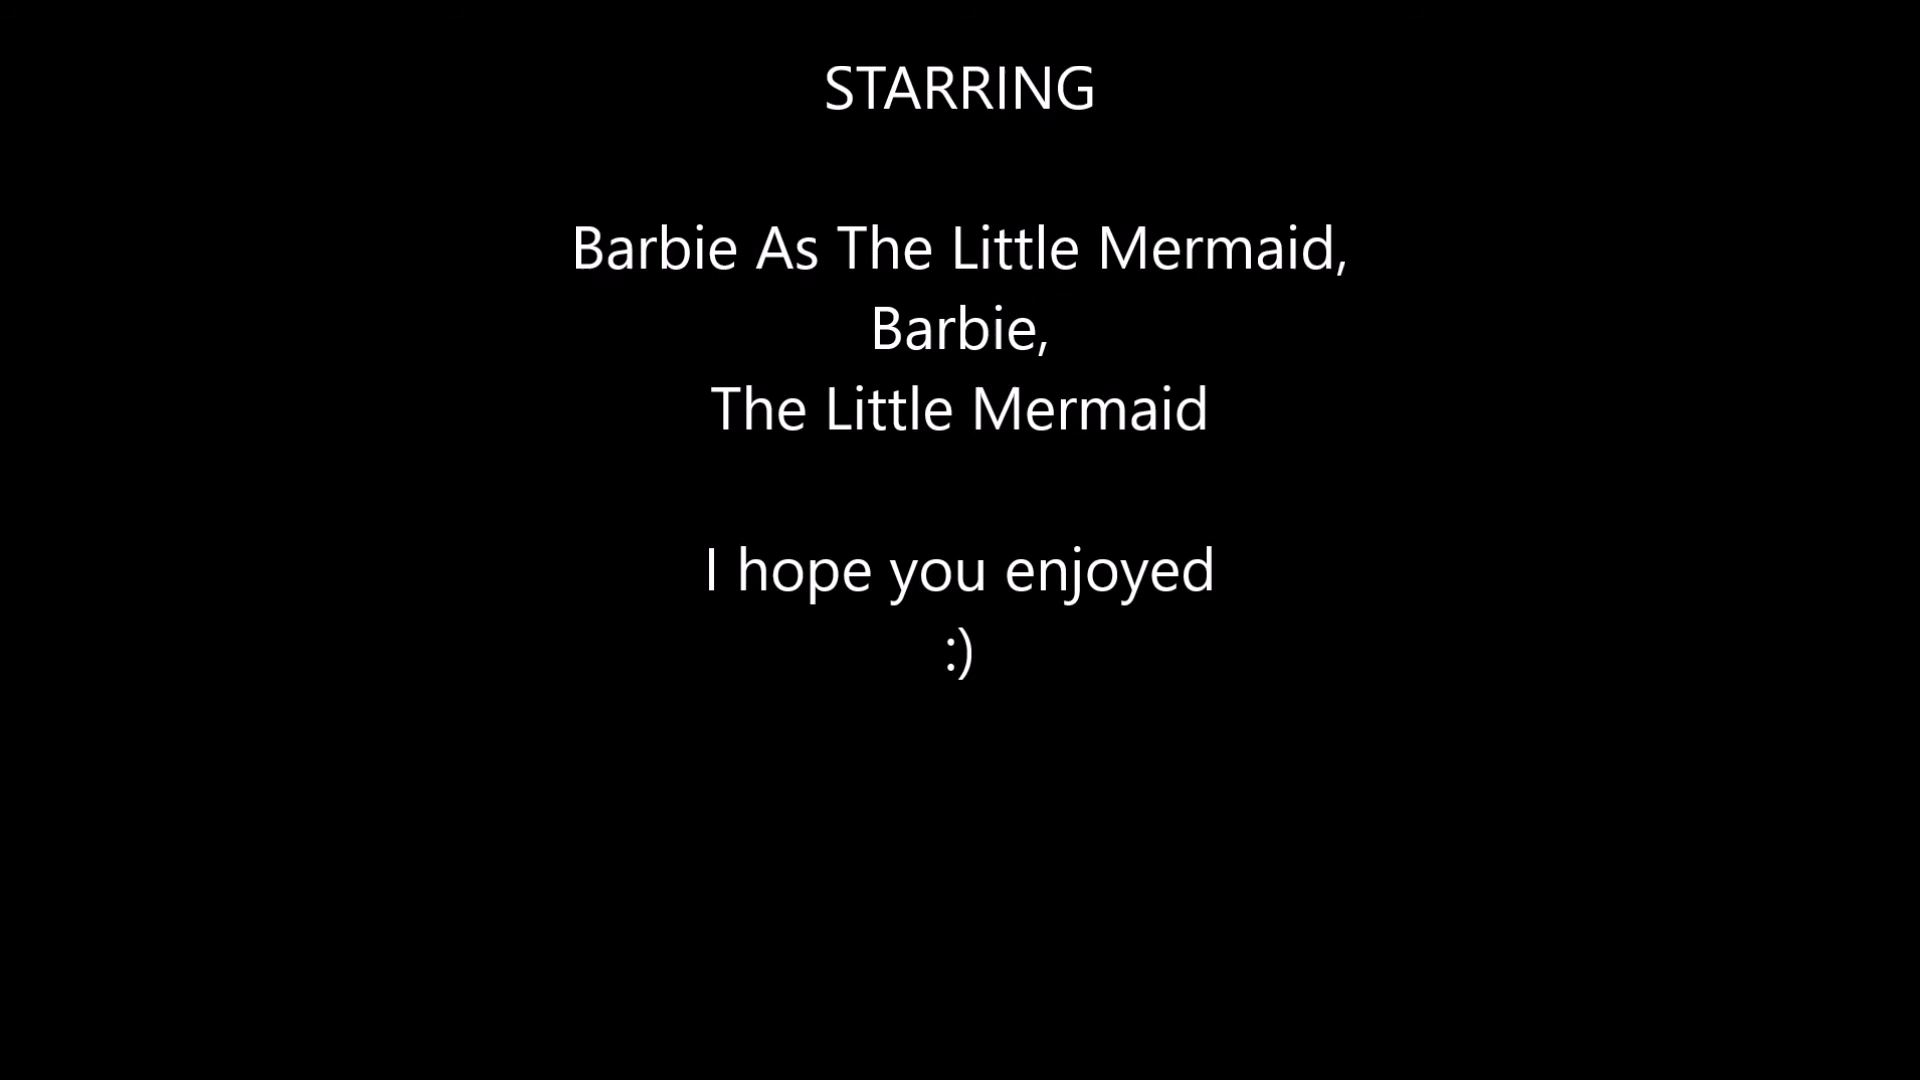 STARRING
Barbie As The Little Mermaid,
Barbie,
The Little Mermaid
I hope you enjoyed
:)